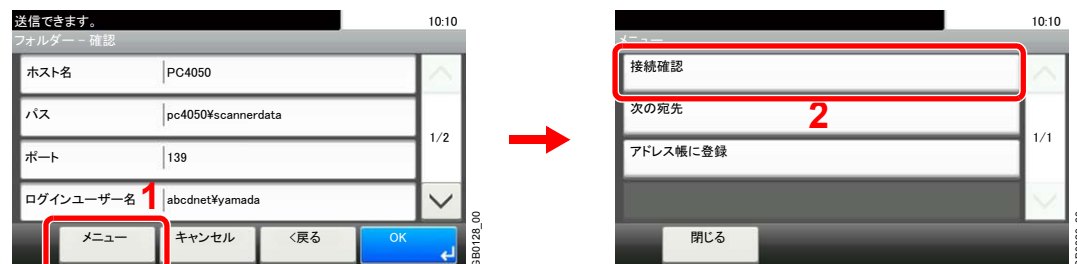 送信できます。
10:10
フォルダー - 確認
ホスト名
PC4050
パス
pc4050¥scannerdata
1/2
ポート
139
ログインユーザー名
abcdnet¥yamada
1
メニュー
キャンセル
<戻る
OK
GB0128_00
10:10
メニュー
接続確認
次の宛先
2
1/1
アドレス帳に登録
閉じる